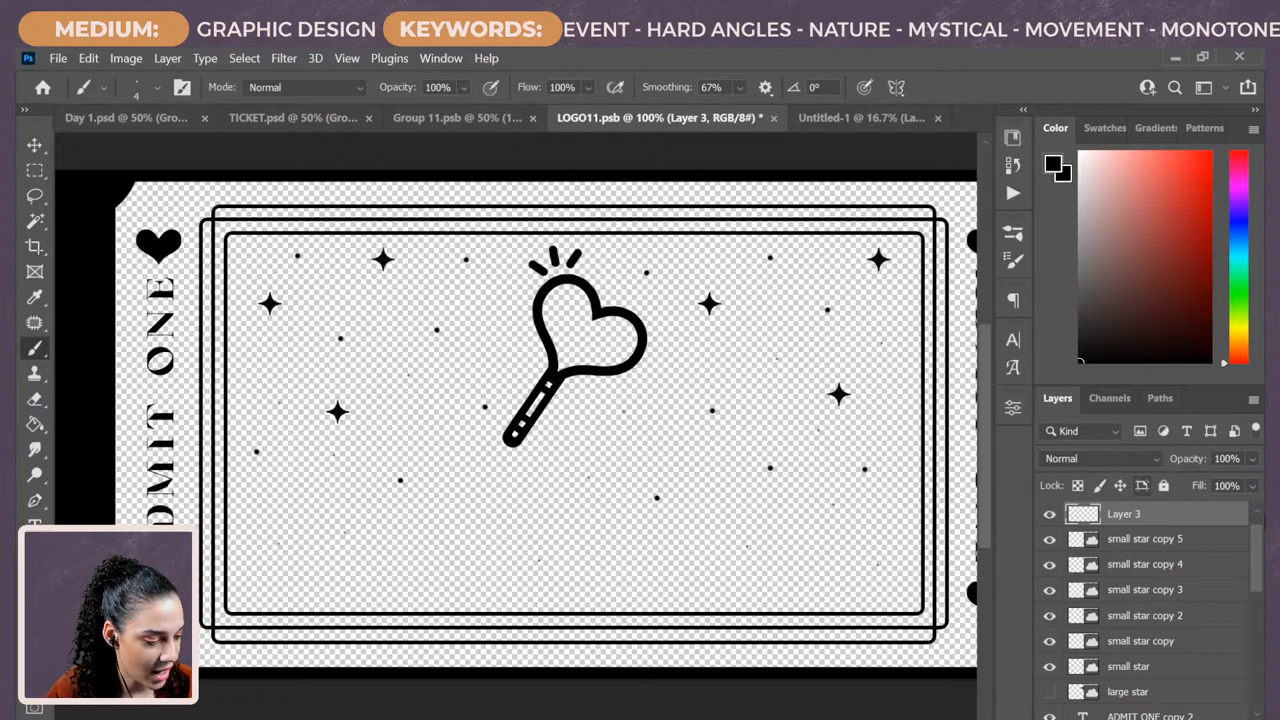 MEDIUM: GRAPHIC DESIGN KEYWORDS: EVENT - HARD ANGLES - NATURE - MYSTICAL - MOVEMENT - MONOTONE
Ps File Edit Image Layer Type Select Filter 3D View Plugins Window Help
4 Mode: Normal Opacity: 100% Flow: 100% Smoothing: 67% 0°
Day 1.psd @ 50% (Gro... × TICKET.psd @ 50% (Gro... × Group 11.psb @ 50% (1... × LOGO11.psb @ 100% (Layer 3, RGB/8#) * × Untitled-1 @ 16.7% (La... ×
Color Swatches Gradient: Patterns
DMIT ONE
Layers Channels Paths
Kind
Normal Opacity: 100%
Lock: Fill: 100%
Layer 3
small star copy 5
small star copy 4
small star copy 3
small star copy 2
small star copy
small star
large star
T ADMIT ONE copy 2